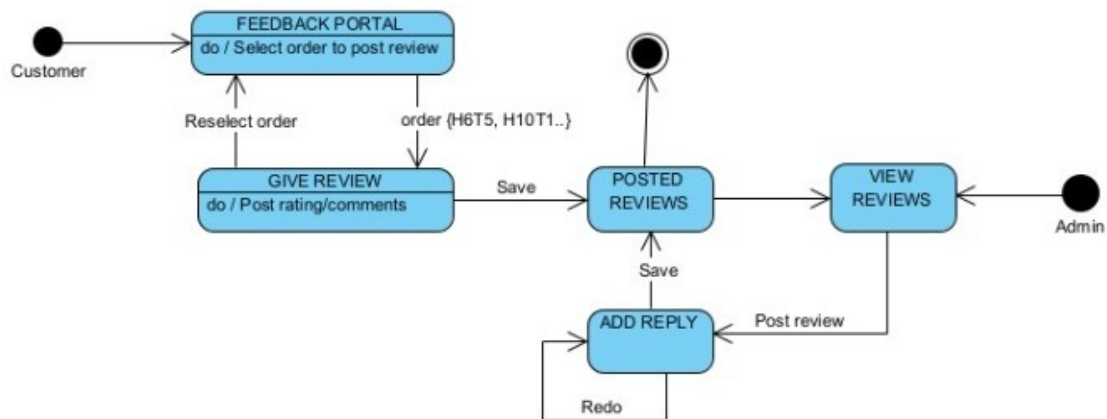 FEEDBACK PORTAL
do / Select order to post review
Customer
Reselect order
order {H6T5, H10T1..}
GIVE REVIEW
do / Post rating/comments
Save
POSTED
REVIEWS
VIEW
REVIEWS
Admin
Save
ADD REPLY
Post review
Redo